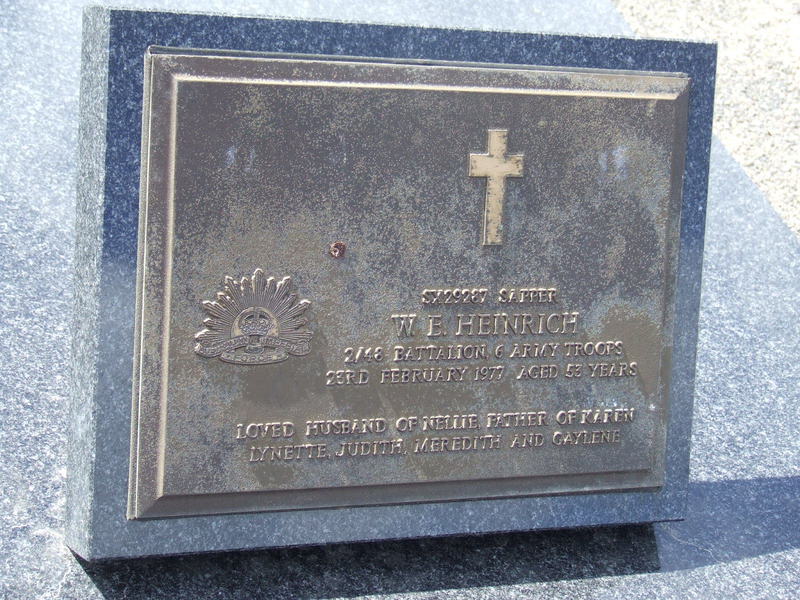 SX29287 SAPPER
W. E. HEINRICH
2/48 BATTALION, 6 ARMY TROOPS
23RD FEBRUARY 1977 AGED 53 YEARS
LOVED HUSBAND OF NELLIE, FATHER OF KAREN
LYNETTE, JUDITH, MEREDITH AND GAYLENE